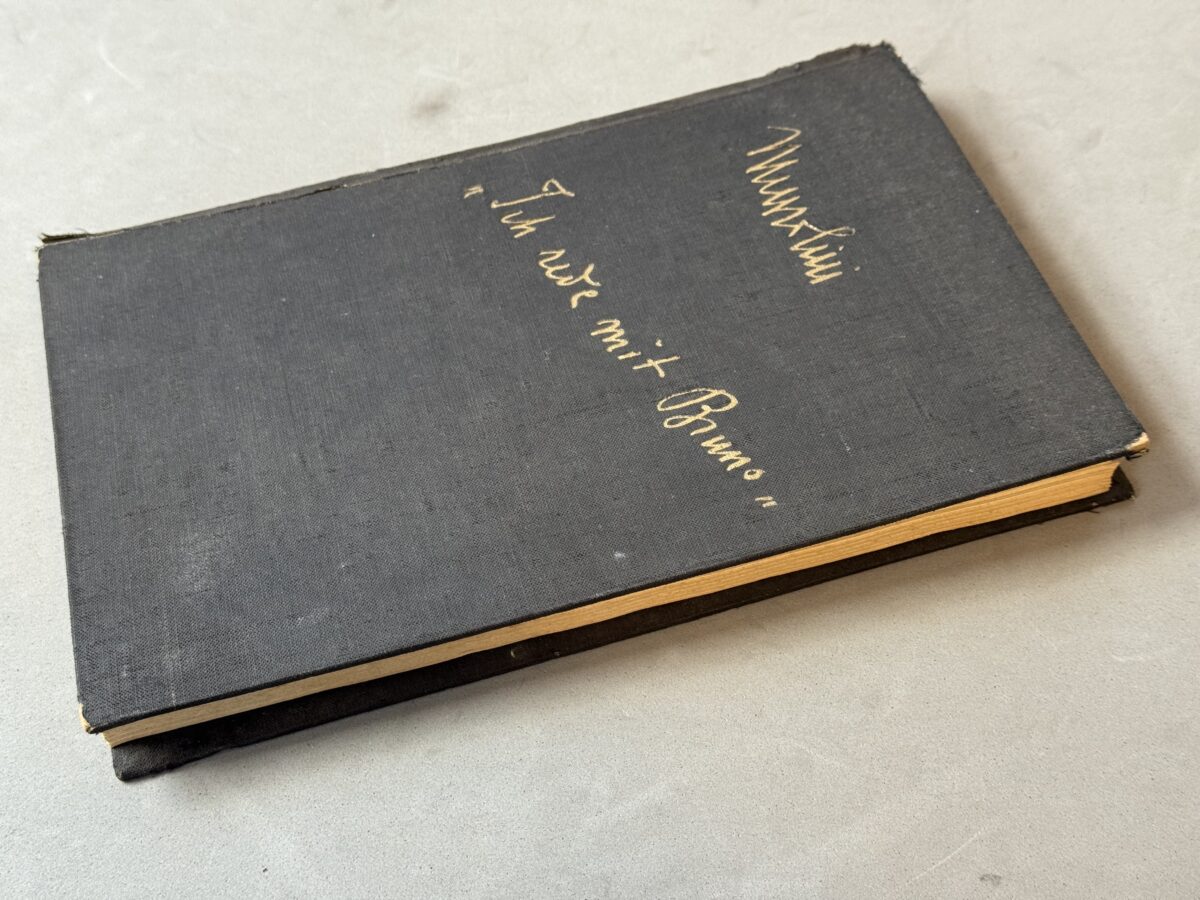 Mussolini
„Ich rede mit Bruno"